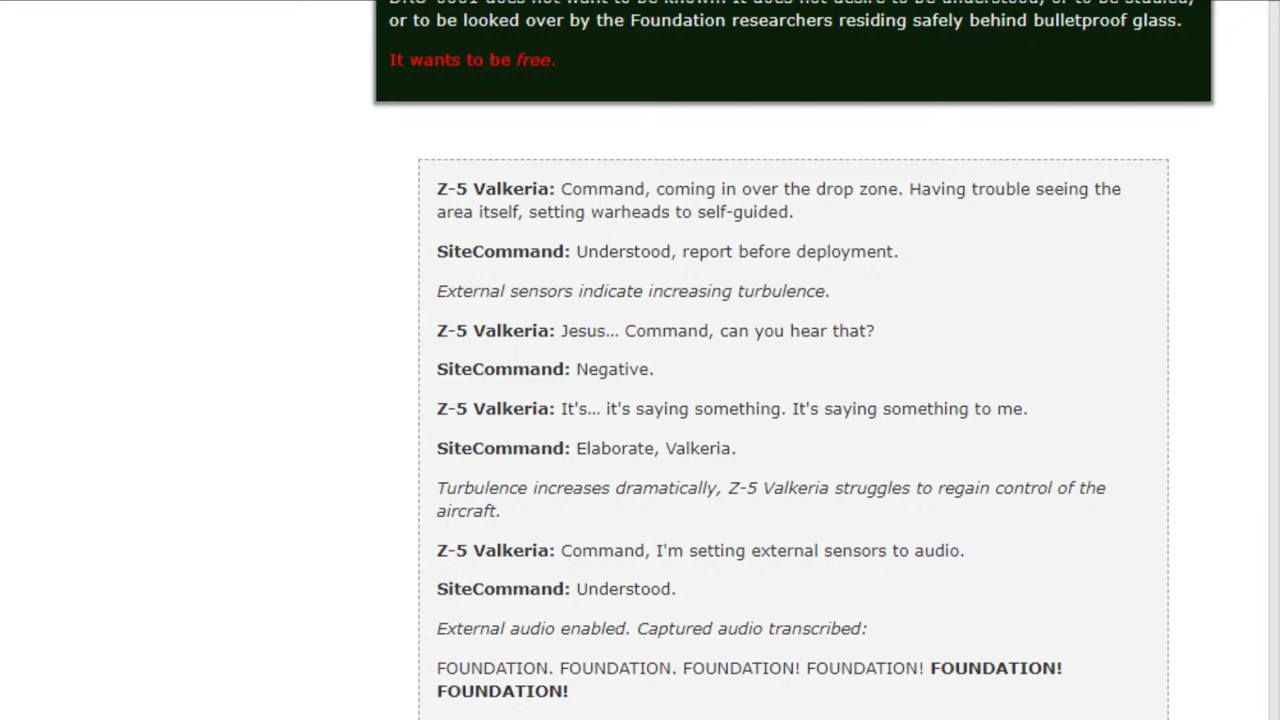 or to be looked over by the Foundation researchers residing safely behind bulletproof glass.
It wants to be free.
Z-5 Valkeria: Command, coming in over the drop zone. Having trouble seeing the
area itself, setting warheads to self-guided.
SiteCommand: Understood, report before deployment.
External sensors indicate increasing turbulence.
Z-5 Valkeria: Jesus... Command, can you hear that?
SiteCommand: Negative.
Z-5 Valkeria: It's... it's saying something. It's saying something to me.
SiteCommand: Elaborate, Valkeria.
Turbulence increases dramatically, Z-5 Valkeria struggles to regain control of the
aircraft.
Z-5 Valkeria: Command, I'm setting external sensors to audio.
SiteCommand: Understood.
External audio enabled. Captured audio transcribed:
FOUNDATION. FOUNDATION. FOUNDATION! FOUNDATION! FOUNDATION!
FOUNDATION!